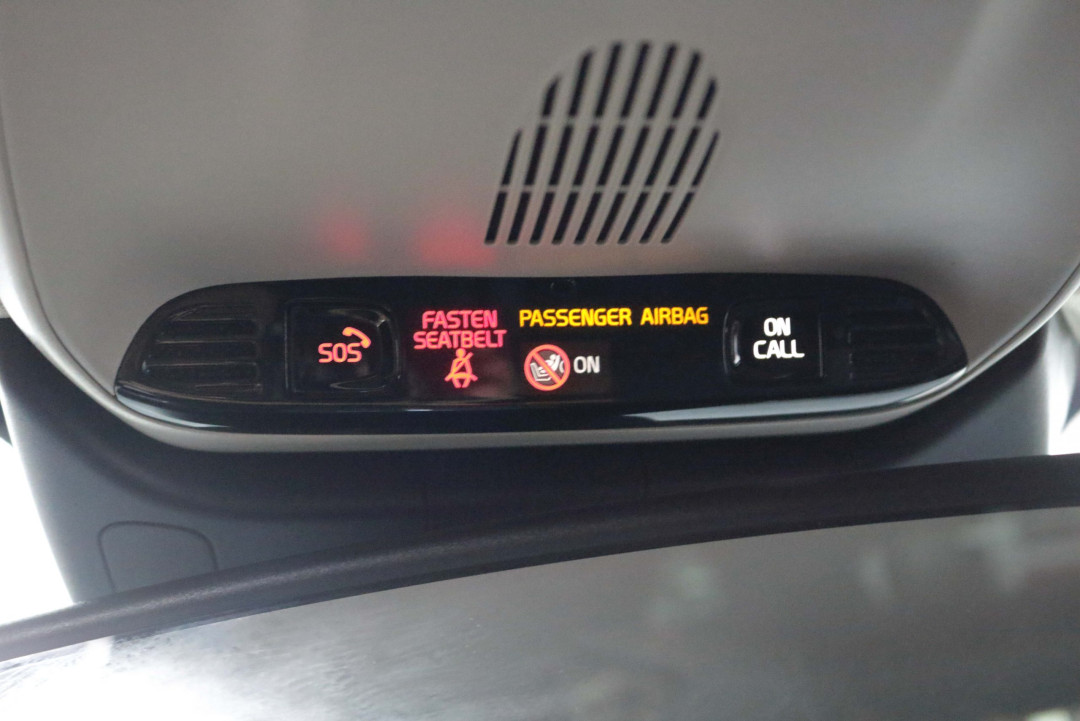 SOS
FASTEN
SEATBELT
PASSENGER AIRBAG
ON
ON
CALL